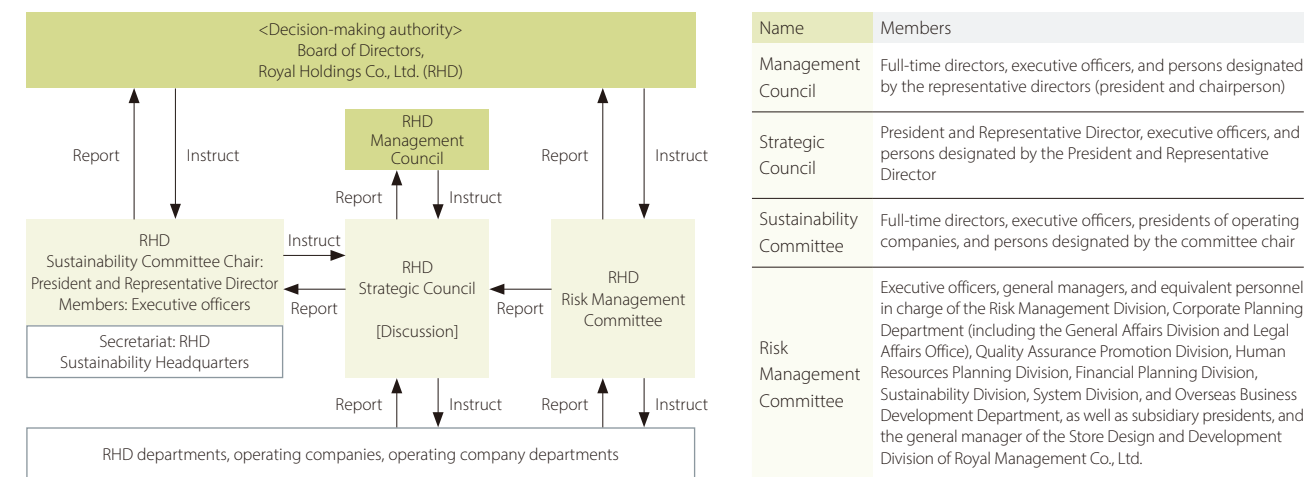 <Decision-making authority>
Board of Directors,
Royal Holdings Co., Ltd. (RHD)
Report
Instruct
RHD
Management
Council
Report
Instruct
Report
Instruct
RHD
Sustainability Committee Chair:
President and Representative Director
Members: Executive officers
Secretariat: RHD
Sustainability Headquarters
Instruct
Report
RHD
Strategic Council
[Discussion]
Report
RHD
Risk Management
Committee
Report
Instruct
Report
Instruct
RHD departments, operating companies, operating company departments
Name
Members
Management
Council
Full-time directors, executive officers, and persons designated
by the representative directors (president and chairperson)
Strategic
Council
President and Representative Director, executive officers, and
persons designated by the President and Representative
Director
Sustainability
Committee
Full-time directors, executive officers, presidents of operating
companies, and persons designated by the committee chair
Risk
Management
Committee
Executive officers, general managers, and equivalent personnel
in charge of the Risk Management Division, Corporate Planning
Department (including the General Affairs Division and Legal
Affairs Office), Quality Assurance Promotion Division, Human
Resources Planning Division, Financial Planning Division,
Sustainability Division, System Division, and Overseas Business
Development Department, as well as subsidiary presidents, and
the general manager of the Store Design and Development
Division of Royal Management Co., Ltd.